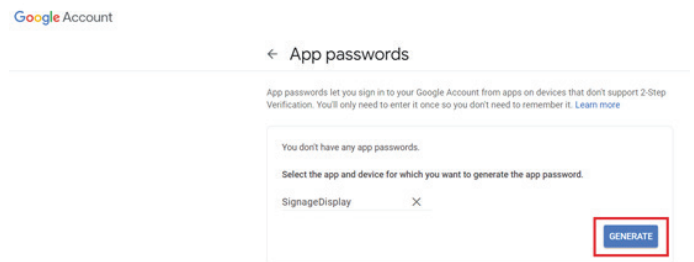 Google Account
← App passwords
App passwords let you sign in to your Google Account from apps on devices that don't support 2-Step
Verification. You'll only need to enter it once so you don't need to remember it. Learn more
You don't have any app passwords.
Select the app and device for which you want to generate the app password.
SignageDisplay
GENERATE